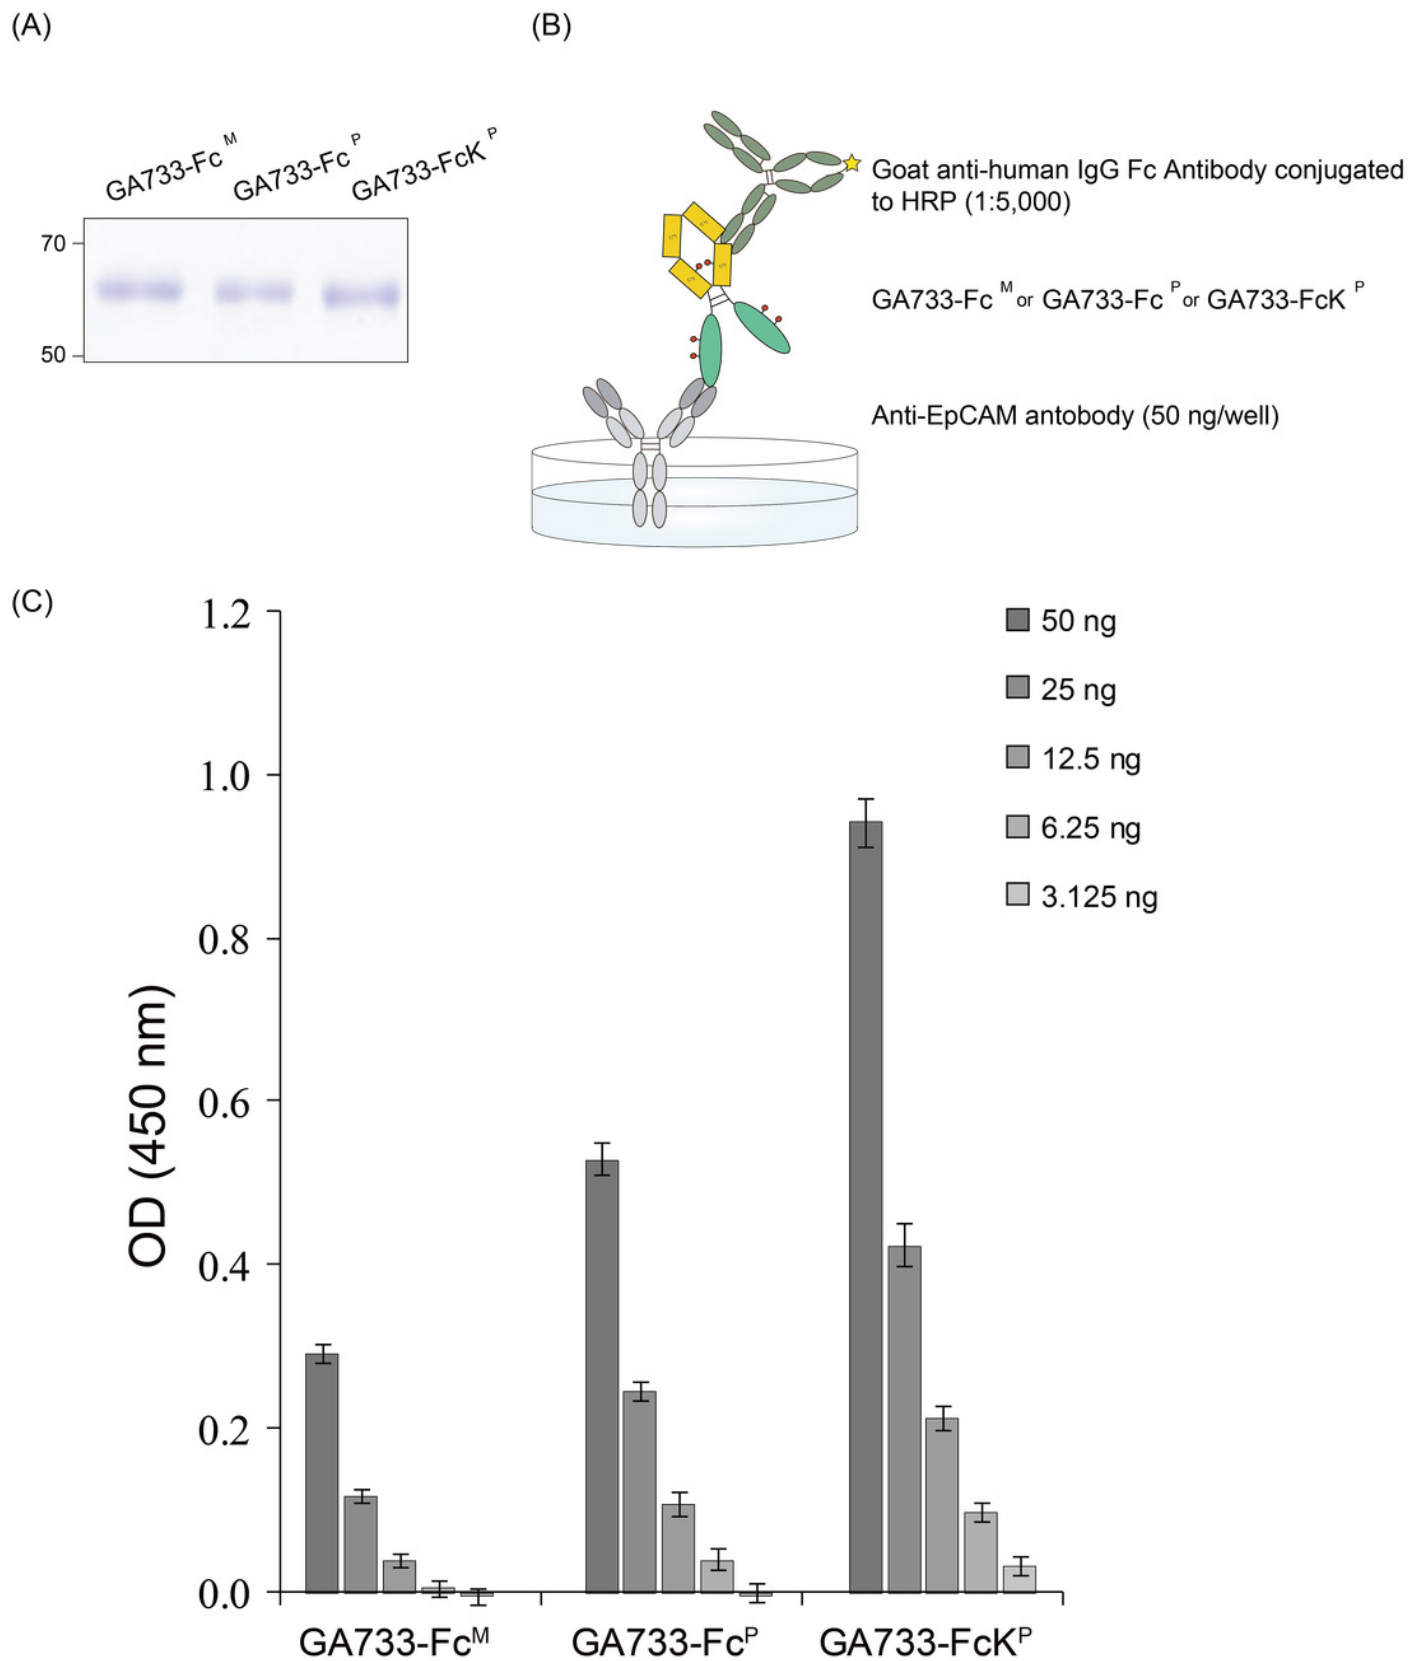 (A)
GA733-Fc M
GA733-Fc P
GA733-FcK P
70
50
(B)
Goat anti-human IgG Fc Antibody conjugated
to HRP (1:5,000)
GA733-Fc M or GA733-Fc P or GA733-FcK P
Anti-EpCAM antobody (50 ng/well)
(C)
OD (450 nm)
1.2
1.0
0.8
0.6
0.4
0.2
0.0
50 ng
25 ng
12.5 ng
6.25 ng
3.125 ng
GA733-FcM
GA733-FcP
GA733-FcKP